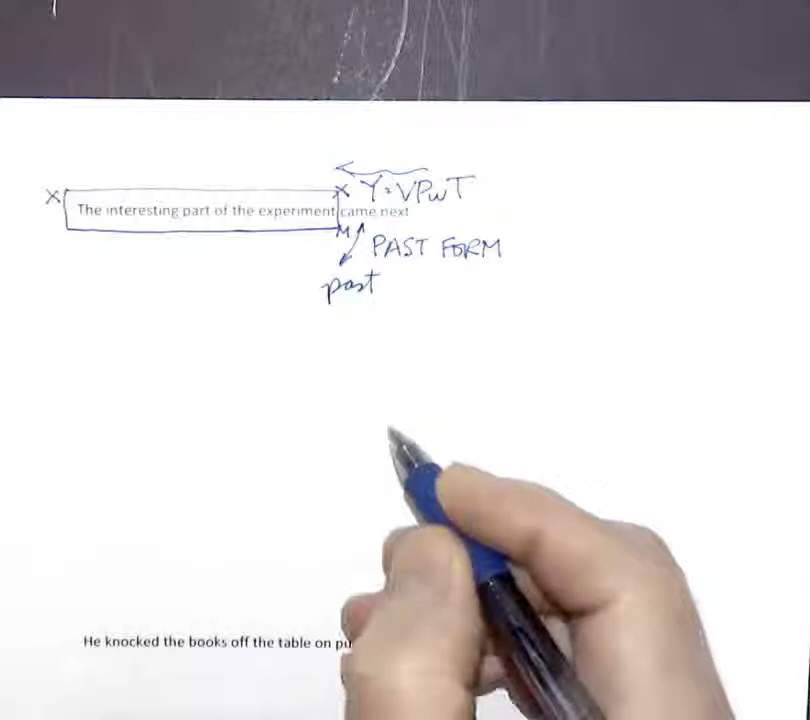 X
X Y=VPwT
The interesting part of the experiment came next
M PAST FORM
past
He knocked the books off the table on